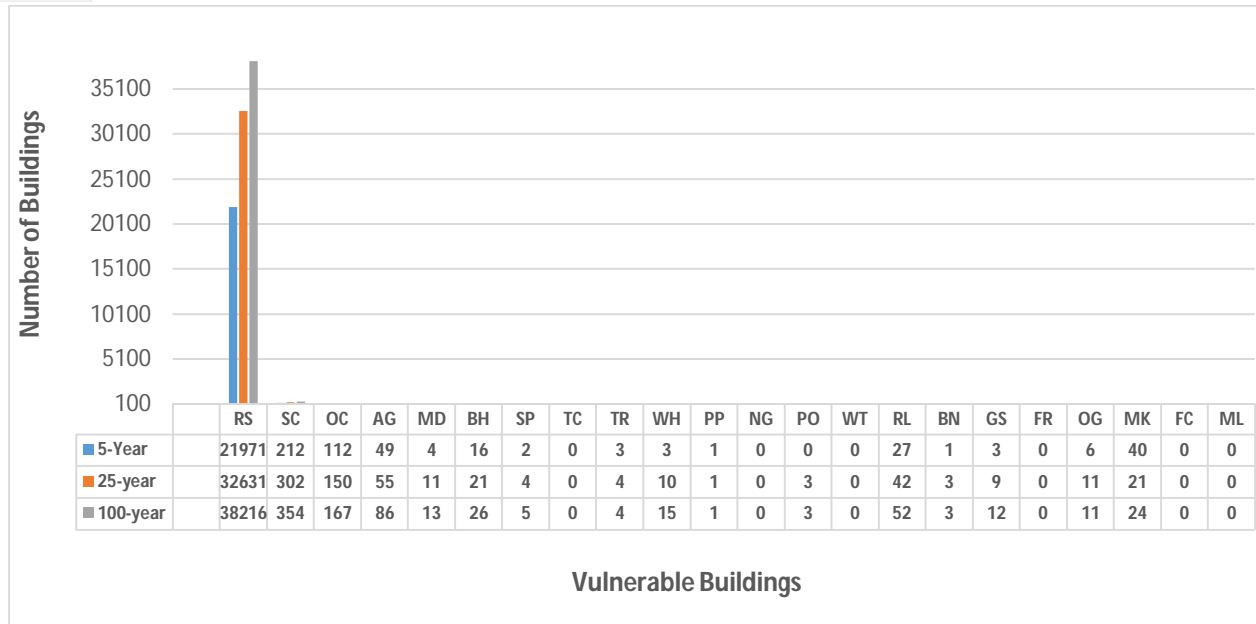 Number of Buildings
35100
30100
25100
20100
15100
10100
5100
100
RS SC OC AG MD BH SP TC TR WH PP NG PO WT RL BN GS FR OG MK FC ML
5-Year 21971 212 112 49 4 16 2 0 3 3 1 0 0 0 27 1 3 0 6 40 0 0
25-year 32631 302 150 55 11 21 4 0 4 10 1 0 3 0 42 3 9 0 11 21 0 0
100-year 38216 354 167 86 13 26 5 0 4 15 1 0 3 0 52 3 12 0 11 24 0 0
Vulnerable Buildings